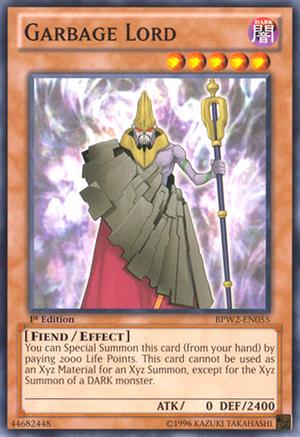 GARBAGE LORD
DARK
闇
1st Edition
BPW2-EN055
[FIEND / EFFECT]
You can Special Summon this card (from your hand) by
paying 2000 Life Points. This card cannot be used
as an Xyz Material for an Xyz Summon, except for the Xyz
Summon of a DARK monster.
ATK/ 0 DEF/2400
44682448
©1996 KAZUKI TAKAHASHI